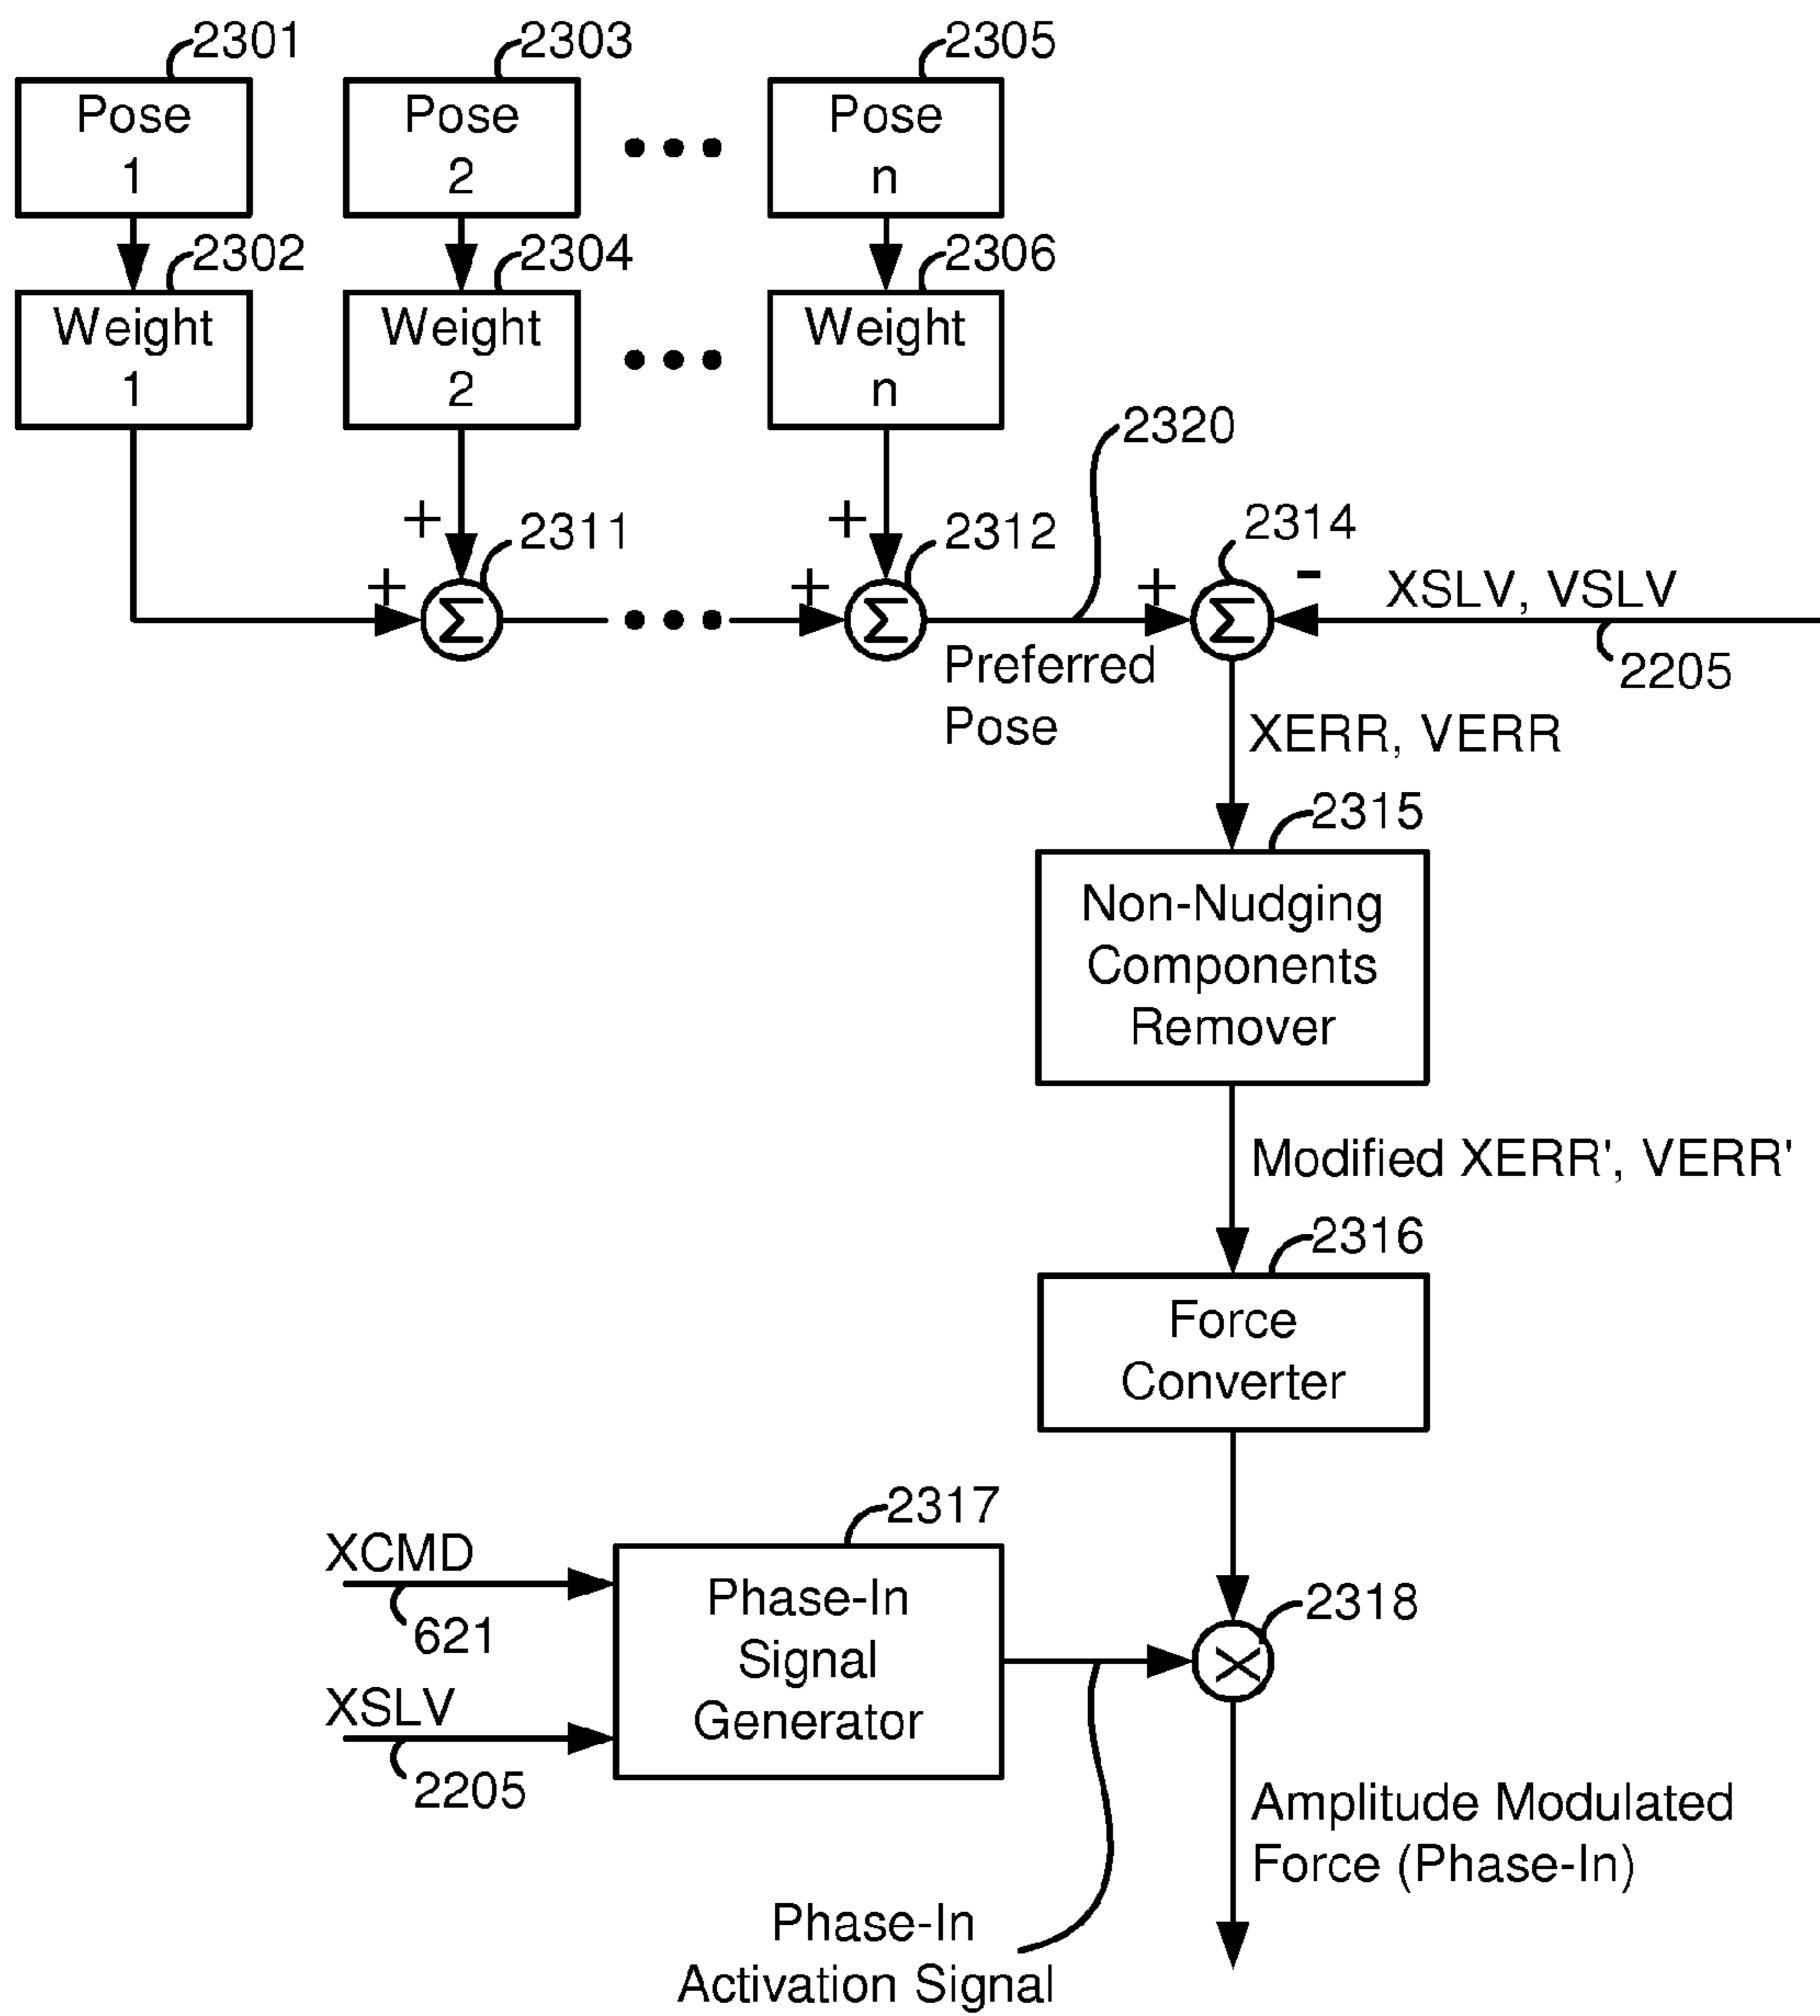 2301
2303
2305
Pose
1
Pose
2
Pose
n
2302
2304
2306
Weight
1
Weight
2
Weight
n
2320
+
2311
+
2312
2314
+
Σ
+
Σ
+
Σ
-
XSLV, VSLV
2205
Preferred
Pose
XERR, VERR
2315
Non-Nudging
Components
Remover
Modified XERR', VERR'
2316
Force
Converter
2317
XCMD
621
XSLV
2205
Phase-In
Signal
Generator
2318
X
Amplitude Modulated
Force (Phase-In)
Phase-In
Activation Signal